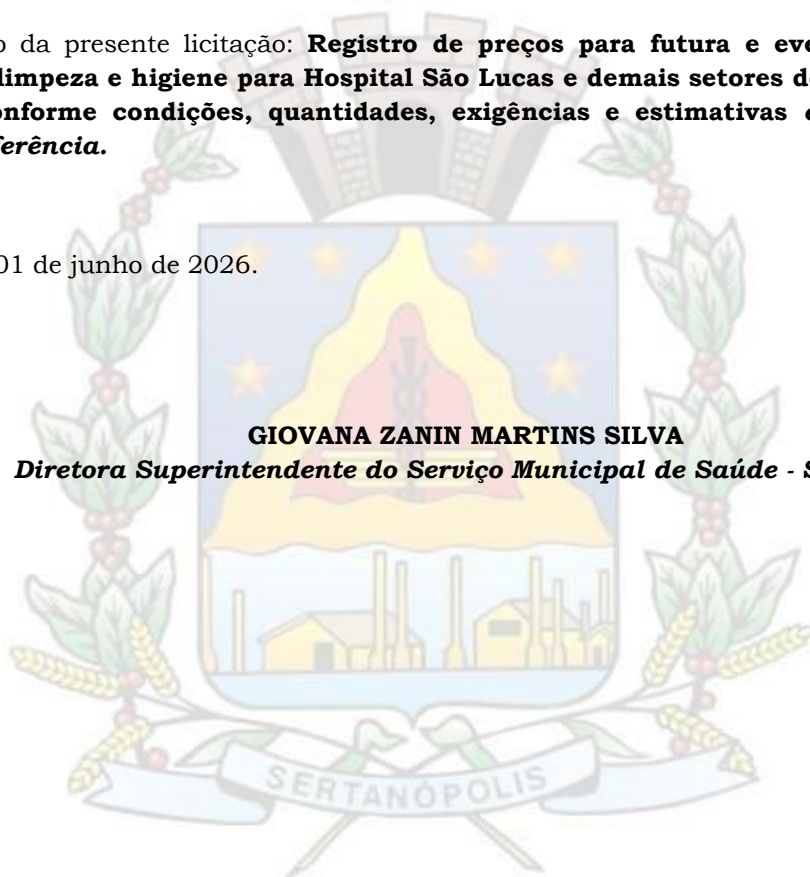 o da presente licitação: Registro de preços para futura e eve
limpeza e higiene para Hospital São Lucas e demais setores d
onforme condições, quantidades, exigências e estimativas
ferência.
01 de junho de 2026.
GIOVANA ZANIN MARTINS SILVA
Diretora Superintendente do Serviço Municipal de Saúde - S
SERTANÓPOLIS